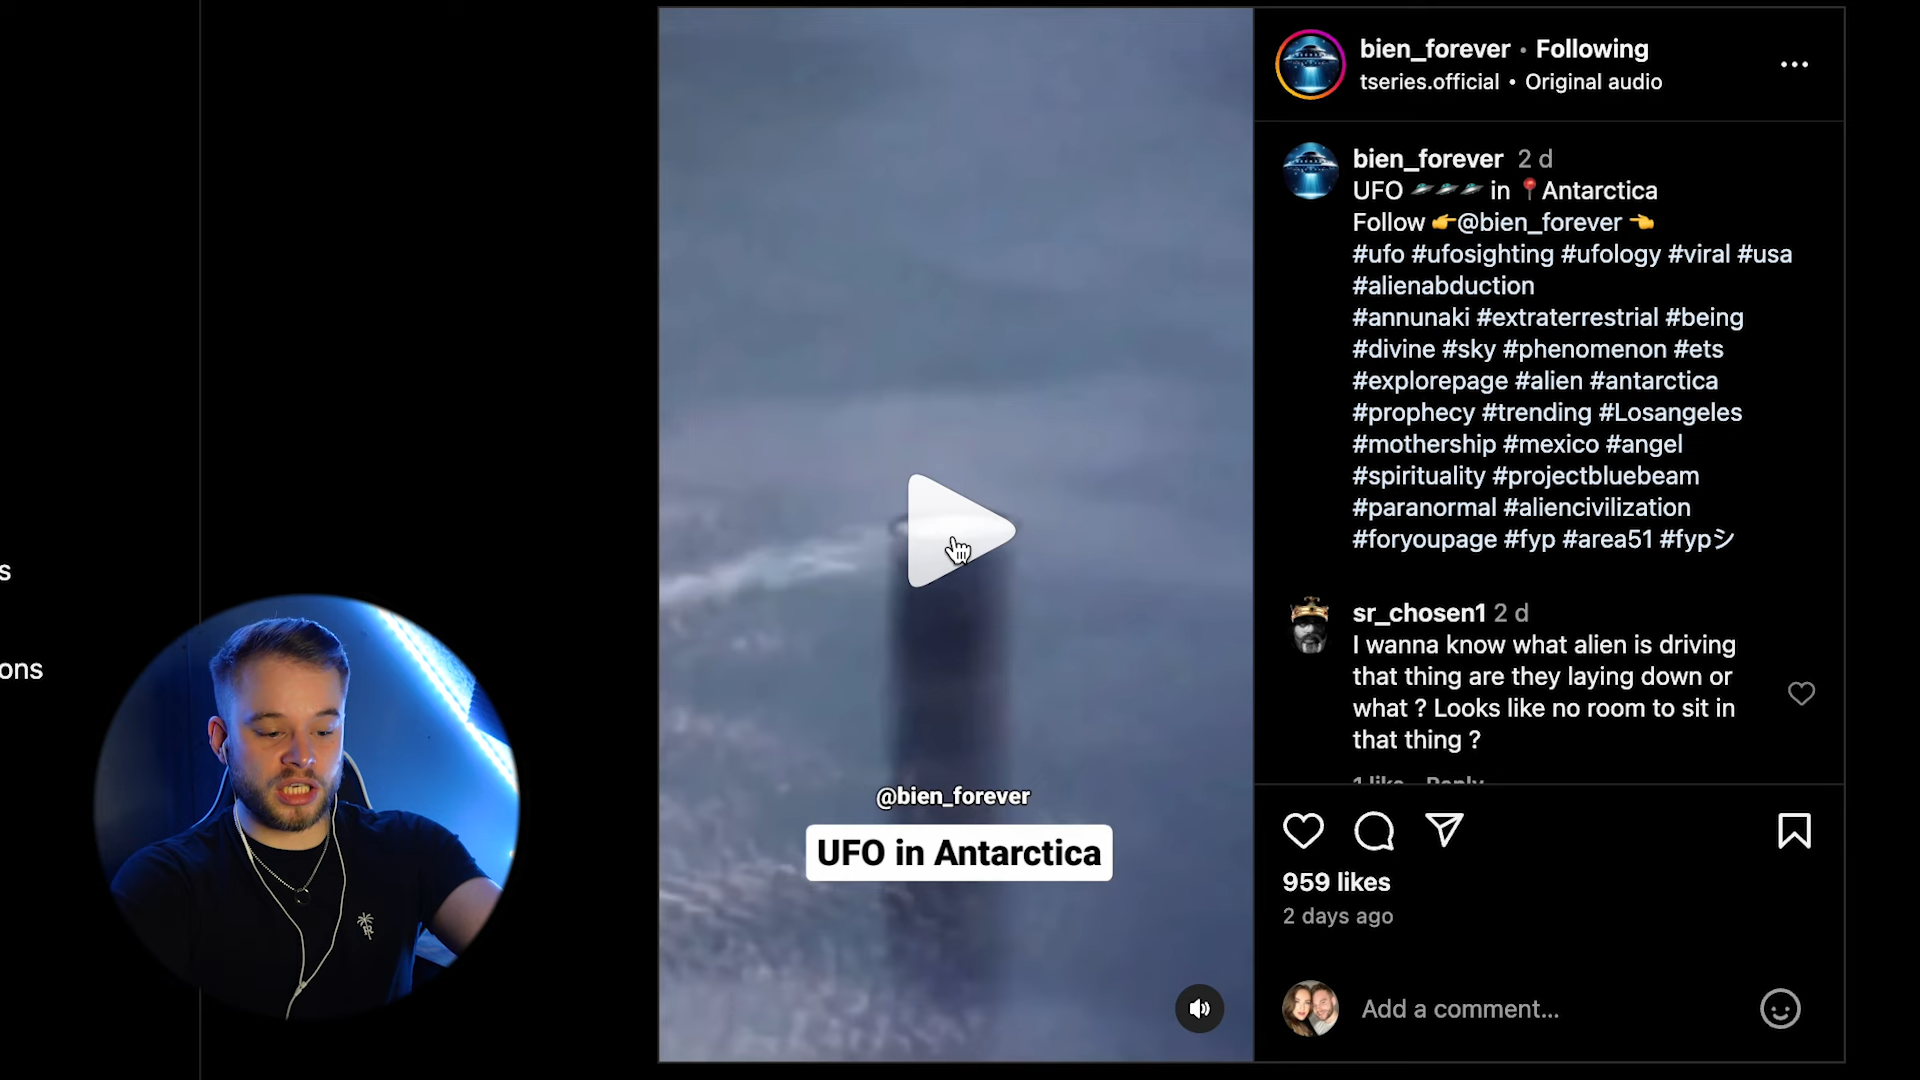 s
ons
@bien_forever
UFO in Antarctica
bien_forever • Following
tseries.official • Original audio
bien_forever 2 d
UFO 🛸🛸🛸 in 📍Antarctica
Follow 👉@bien_forever 👈
#ufo #ufosighting #ufology #viral #usa
#alienabduction
#annunaki #extraterrestrial #being
#divine #sky #phenomenon #ets
#explorepage #alien #antarctica
#prophecy #trending #Losangeles
#mothership #mexico #angel
#spirituality #projectbluebeam
#paranormal #aliencivilization
#foryoupage #fyp #area51 #fypシ
sr_chosen1 2 d
I wanna know what alien is driving
that thing are they laying down or
what ? Looks like no room to sit in
that thing ?
1 like Reply
959 likes
2 days ago
Add a comment...